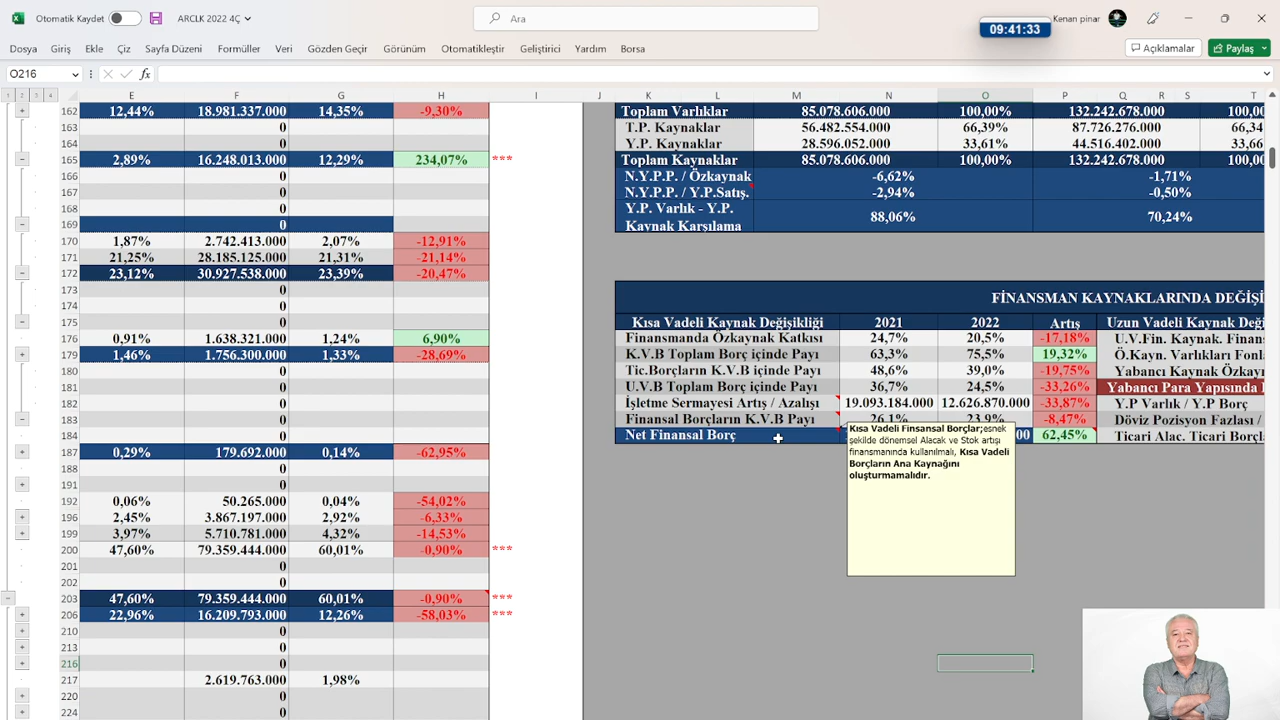 Otomatik Kaydet
ARCLK 2022 4Ç
Ara
09:41:33
Kenan pinar
Dosya Giriş Ekle Çiz Sayfa Düzeni Formüller Veri Gözden Geçir Görünüm Otomatikleştir Geliştirici Yardım Borsa
Açıklamalar
Paylaş
O216
fx
1 2 3 4
E F G H I J K L M N O P Q R S T
162 12,44% 18.981.337.000 14,35% -9,30%
163 0
164 0
165 2,89% 16.248.013.000 12,29% 234,07% ***
166 0
167 0
168 0
169 0
170 1,87% 2.742.413.000 2,07% -12,91%
171 21,25% 28.185.125.000 21,31% -21,14%
172 23,12% 30.927.538.000 23,39% -20,47%
173 0
174 0
175 0
176 0,91% 1.638.321.000 1,24% 6,90%
179 1,46% 1.756.300.000 1,33% -28,69%
180 0
181 0
182 0
183 0
184 0
187 0,29% 179.692.000 0,14% -62,95%
191 0
192 0,06% 50.265.000 0,04% -54,02%
196 2,45% 3.867.197.000 2,92% -6,33%
199 3,97% 5.710.781.000 4,32% -14,53%
200 47,60% 79.359.444.000 60,01% -0,90% ***
201 0
202 0
203 47,60% 79.359.444.000 60,01% -0,90% ***
206 22,96% 16.209.793.000 12,26% -58,03% ***
210 0
213 0
216 0
217 2.619.763.000 1,98%
220 0
224 0
Toplam Varlıklar 85.078.606.000 100,00% 132.242.678.000 100,0
T.P. Kaynaklar 56.482.554.000 66,39% 87.726.276.000 66,34
Y.P. Kaynaklar 28.596.052.000 33,61% 44.516.402.000 33,66
Toplam Kaynaklar 85.078.606.000 100,00% 132.242.678.000 100,0
N.Y.P.P. / Özkaynak -6,62% -1,71%
N.Y.P.P. / Y.P.Satış. -2,94% -0,50%
Y.P. Varlık - Y.P.
Kaynak Karşılama 88,06% 70,24%
FİNANSMAN KAYNAKLARINDA DEĞİŞİ
Kısa Vadeli Kaynak Değişikliği 2021 2022 Artış Uzun Vadeli Kaynak Deği
Finansmanda Özkaynak Katkısı 24,7% 20,5% -17,18% U.V.Fin. Kaynak. Finans
K.V.B Toplam Borç içinde Payı 63,3% 75,5% 19,32% Ö.Kayn. Varlıkları Fonl
Tic.Borçların K.V.B içinde Payı 48,6% 39,0% -19,75% Yabancı Kaynak Özkay
U.V.B Toplam Borç içinde Payı 36,7% 24,5% -33,26% Yabancı Para Yapısında
İşletme Sermayesi Artış / Azalışı 19.093.184.000 12.626.870.000 -33,87% Y.P Varlık / Y.P Borç
Finansal Borçların K.V.B Payı 26,1% 23,9% -8,47% Döviz Pozisyon Fazlası /
Net Finansal Borç 00 62,45% Ticari Alac. Ticari Borçl
Kısa Vadeli Finsansal Borçlar;esnek
şekilde dönemsel Alacak ve Stok artışı
finansmanında kullanılmalı, Kısa Vadeli
Borçların Ana Kaynağını
oluşturmamalıdır.